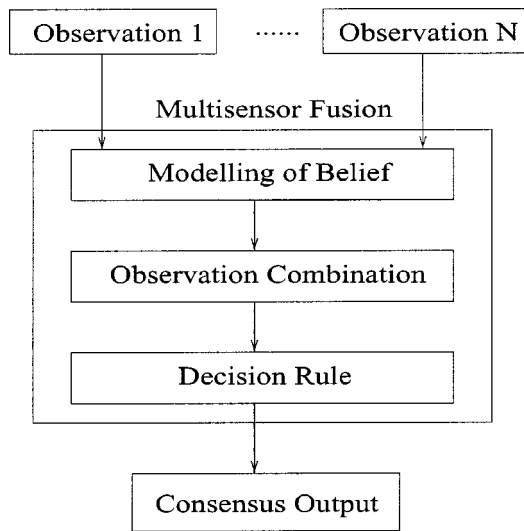 Observation 1 ...... Observation N
Multisensor Fusion
Modelling of Belief
Observation Combination
Decision Rule
Consensus Output